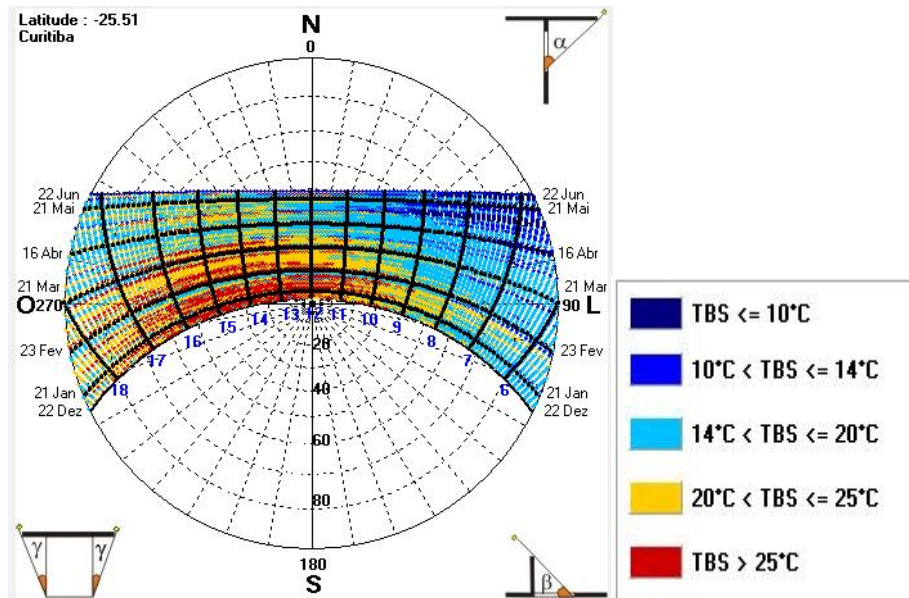 Latitude : -25.51
Curitiba
N
0
α
22 Jun
22 Jun
21 Mai
21 Mai
16 Abr
16 Abr
21 Mar
21 Mar
O 270
90 L
18 17 16 15 14 13 12 11 10 9 8 7 6
23 Fev
23 Fev
20
40
21 Jan
21 Jan
22 Dez
22 Dez
60
80
γ γ
180
S
β
TBS <= 10°C
10°C < TBS <= 14°C
14°C < TBS <= 20°C
20°C < TBS <= 25°C
TBS > 25°C